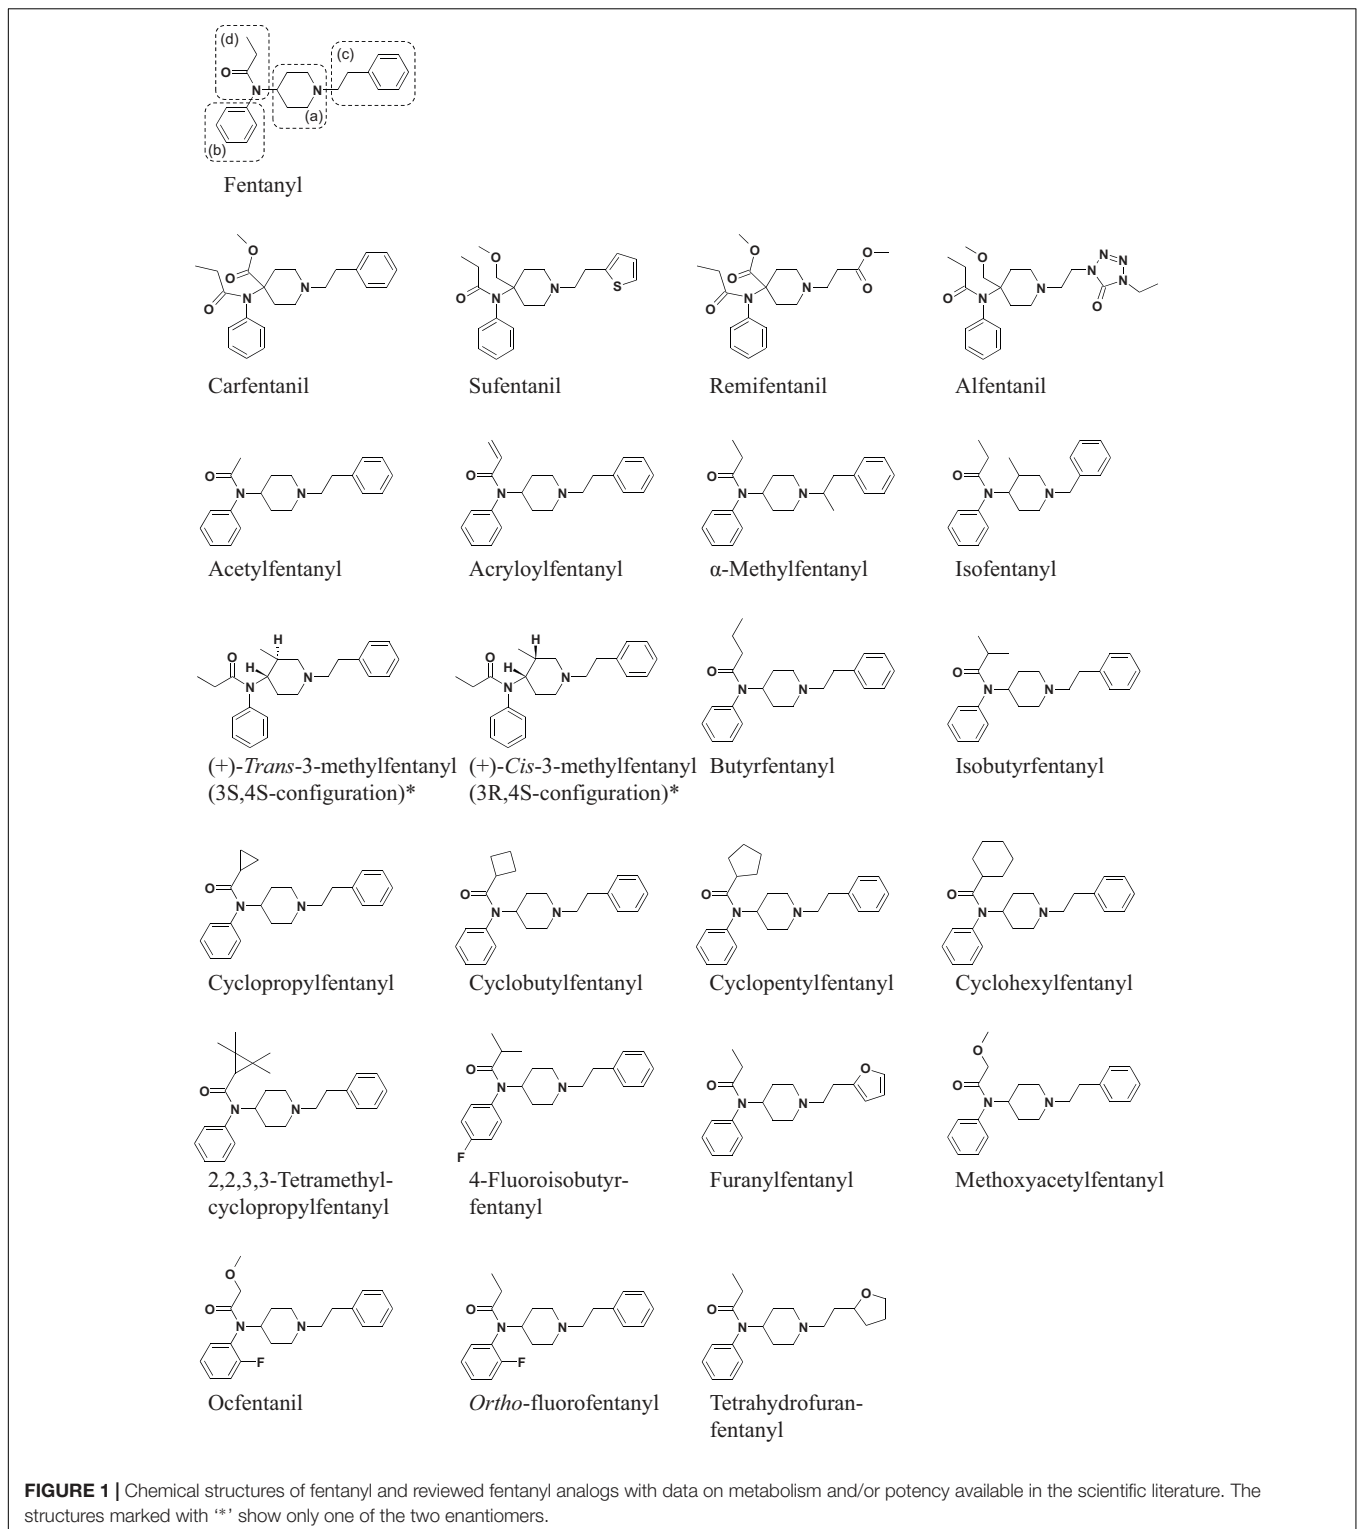 (d)
(c)
O
N
N
(a)
(b)
Fentanyl
O
O
N
O
N
O
O
N
N
S
O
O
N
O
N
O
O
O
O
N
N
N
N
N
N
O
N
O
Carfentanil
Sufentanil
Remifentanil
Alfentanil
O
N
N
O
N
N
O
N
N
O
N
N
Acetylfentanyl
Acryloylfentanyl
α-Methylfentanyl
Isofentanyl
H
O
H
N
N
H
O
H
N
N
O
N
N
O
N
N
(+)-Trans-3-methylfentanyl
(3S,4S-configuration)*
(+)-Cis-3-methylfentanyl
(3R,4S-configuration)*
Butyrfentanyl
Isobutyrfentanyl
O
N
N
O
N
N
O
N
N
O
N
N
Cyclopropylfentanyl
Cyclobutylfentanyl
Cyclopentylfentanyl
Cyclohexylfentanyl
O
N
N
O
N
N
F
O
N
N
O
O
O
N
N
2,2,3,3-Tetramethyl-
cyclopropylfentanyl
4-Fluoroisobutyr-
fentanyl
Furanylfentanyl
Methoxyacetylfentanyl
O
O
N
N
F
O
N
N
F
O
N
N
O
Ocfentanil
Ortho-fluorofentanyl
Tetrahydrofuran-
fentanyl
FIGURE 1 | Chemical structures of fentanyl and reviewed fentanyl analogs with data on metabolism and/or potency available in the scientific literature. The
structures marked with ‘*’ show only one of the two enantiomers.